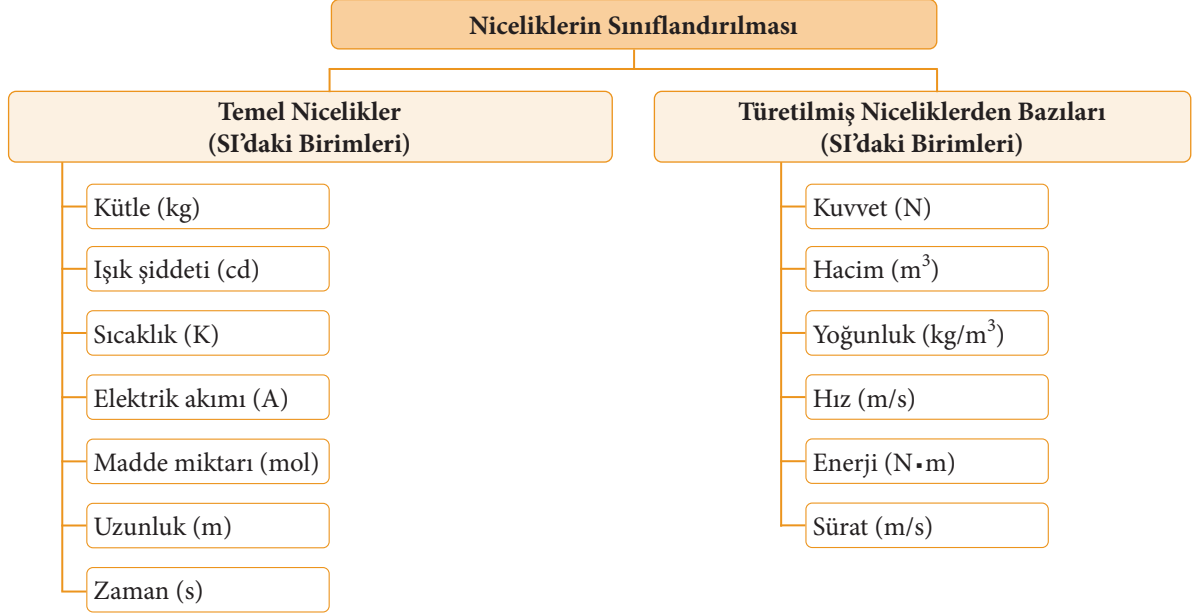 Niceliklerin Sınıflandırılması
Temel Nicelikler
(SI’daki Birimleri)
Kütle (kg)
Işık şiddeti (cd)
Sıcaklık (K)
Elektrik akımı (A)
Madde miktarı (mol)
Uzunluk (m)
Zaman (s)
Türetilmiş Niceliklerden Bazıları
(SI’daki Birimleri)
Kuvvet (N)
Hacim (m³)
Yoğunluk (kg/m³)
Hız (m/s)
Enerji (N▪m)
Sürat (m/s)